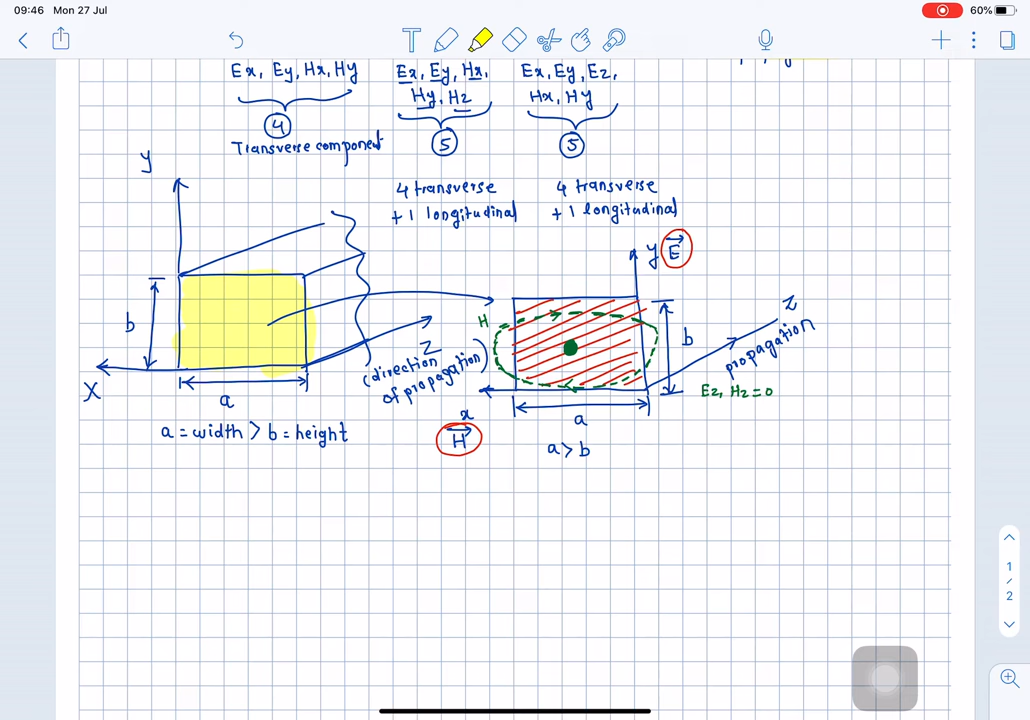 09:46 Mon 27 Jul
60%
T
Ex, Ey, Hx, Hy
4
Transverse component
Ex, Ey, Hx,
Hy, Hz
5
4 transverse
+ 1 longitudinal
Ex, Ey, Ez,
Hx, Hy
5
4 transverse
+ 1 longitudinal
y
b
X
a
Z
(direction
of propagation)
a = width > b = height
y E
H
b
Z
propagation
Ez, Hz = 0
x
H
a
a > b
1
/
2